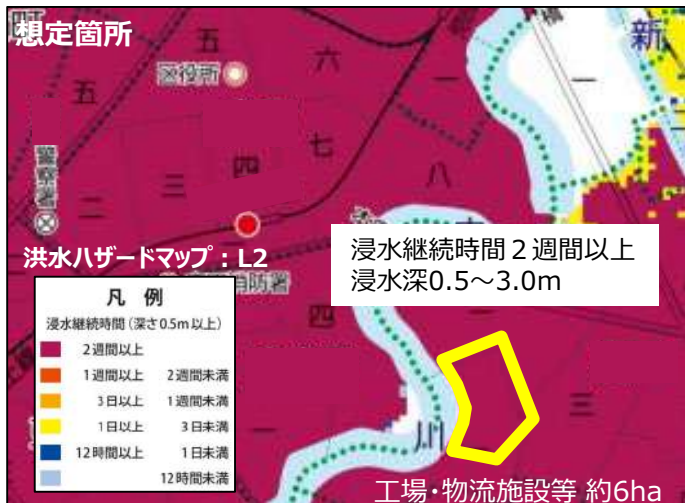 想定箇所
町
五
六
一
一
新
区役所
五
七
四
三
八
二
警察署
洪水ハザードマップ：L2
消防署
浸水継続時間２週間以上
浸水深0.5～3.0m
凡 例
浸水継続時間（深さ0.5m以上）
2週間以上
1週間以上 2週間未満
3日以上 1週間未満
1日以上 3日未満
12時間以上 1日未満
12時間未満
四
一
川
二
三
工場・物流施設等 約6ha